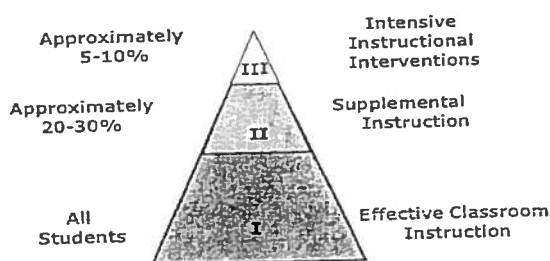 Approximately
5-10%
III
Intensive
Instructional
Interventions
Approximately
20-30%
II
Supplemental
Instruction
All
Students
I
Effective Classroom
Instruction